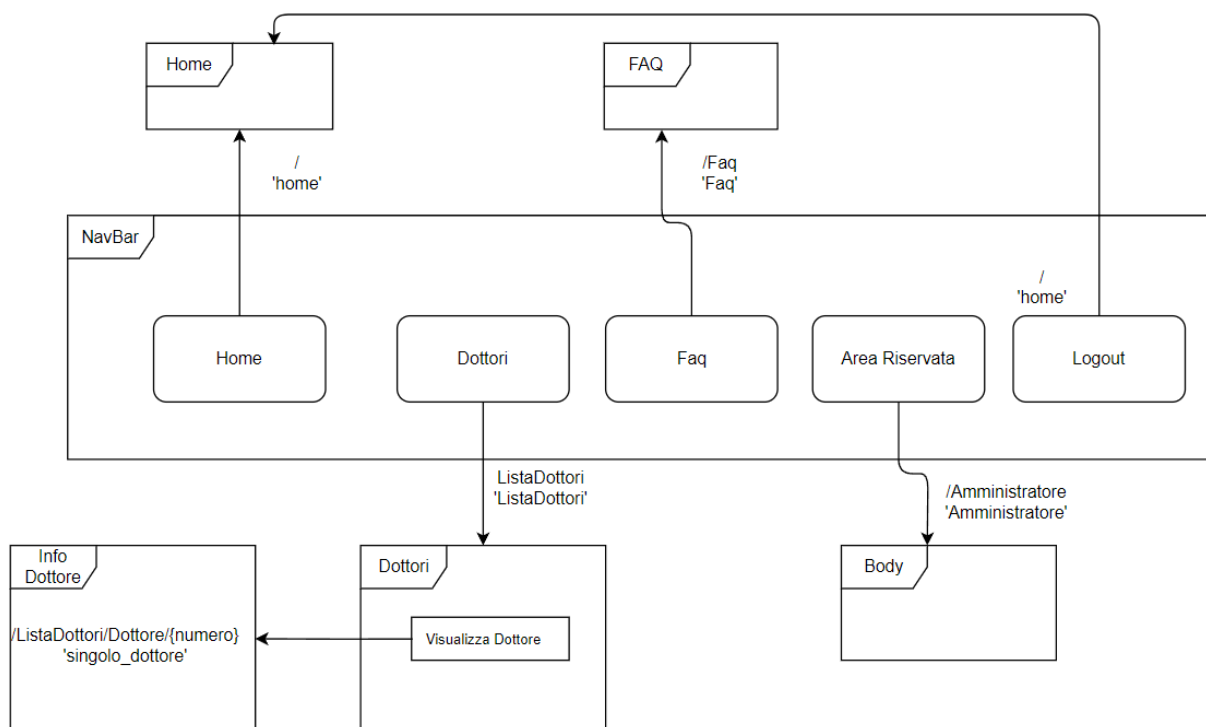 Home
FAQ
/
'home'
/Faq
'Faq'
NavBar
/
'home'
Home
Dottori
Faq
Area Riservata
Logout
ListaDottori
'ListaDottori'
/Amministratore
'Amministratore'
Info
Dottore
Dottori
Body
/ListaDottori/Dottore/{numero}
'singolo_dottore'
Visualizza Dottore